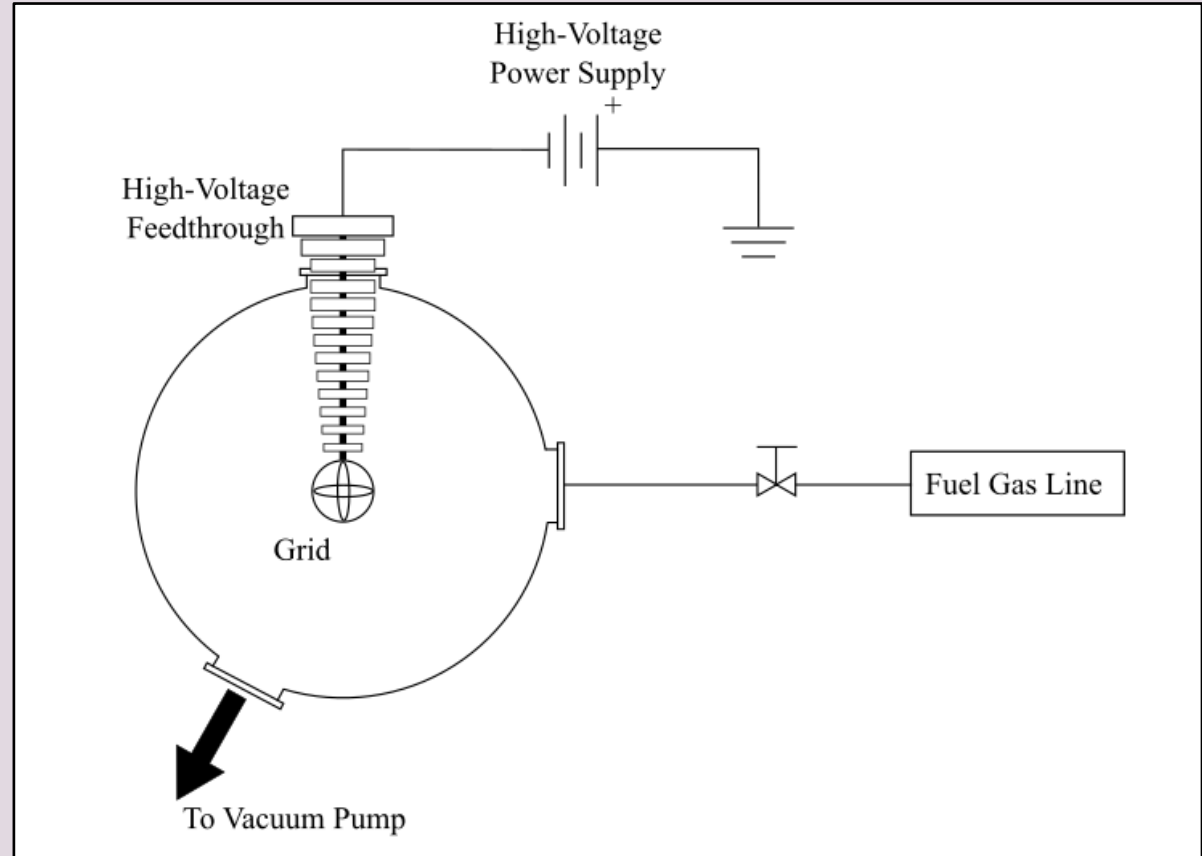 High-Voltage
Power Supply
+
High-Voltage
Feedthrough
Fuel Gas Line
Grid
To Vacuum Pump